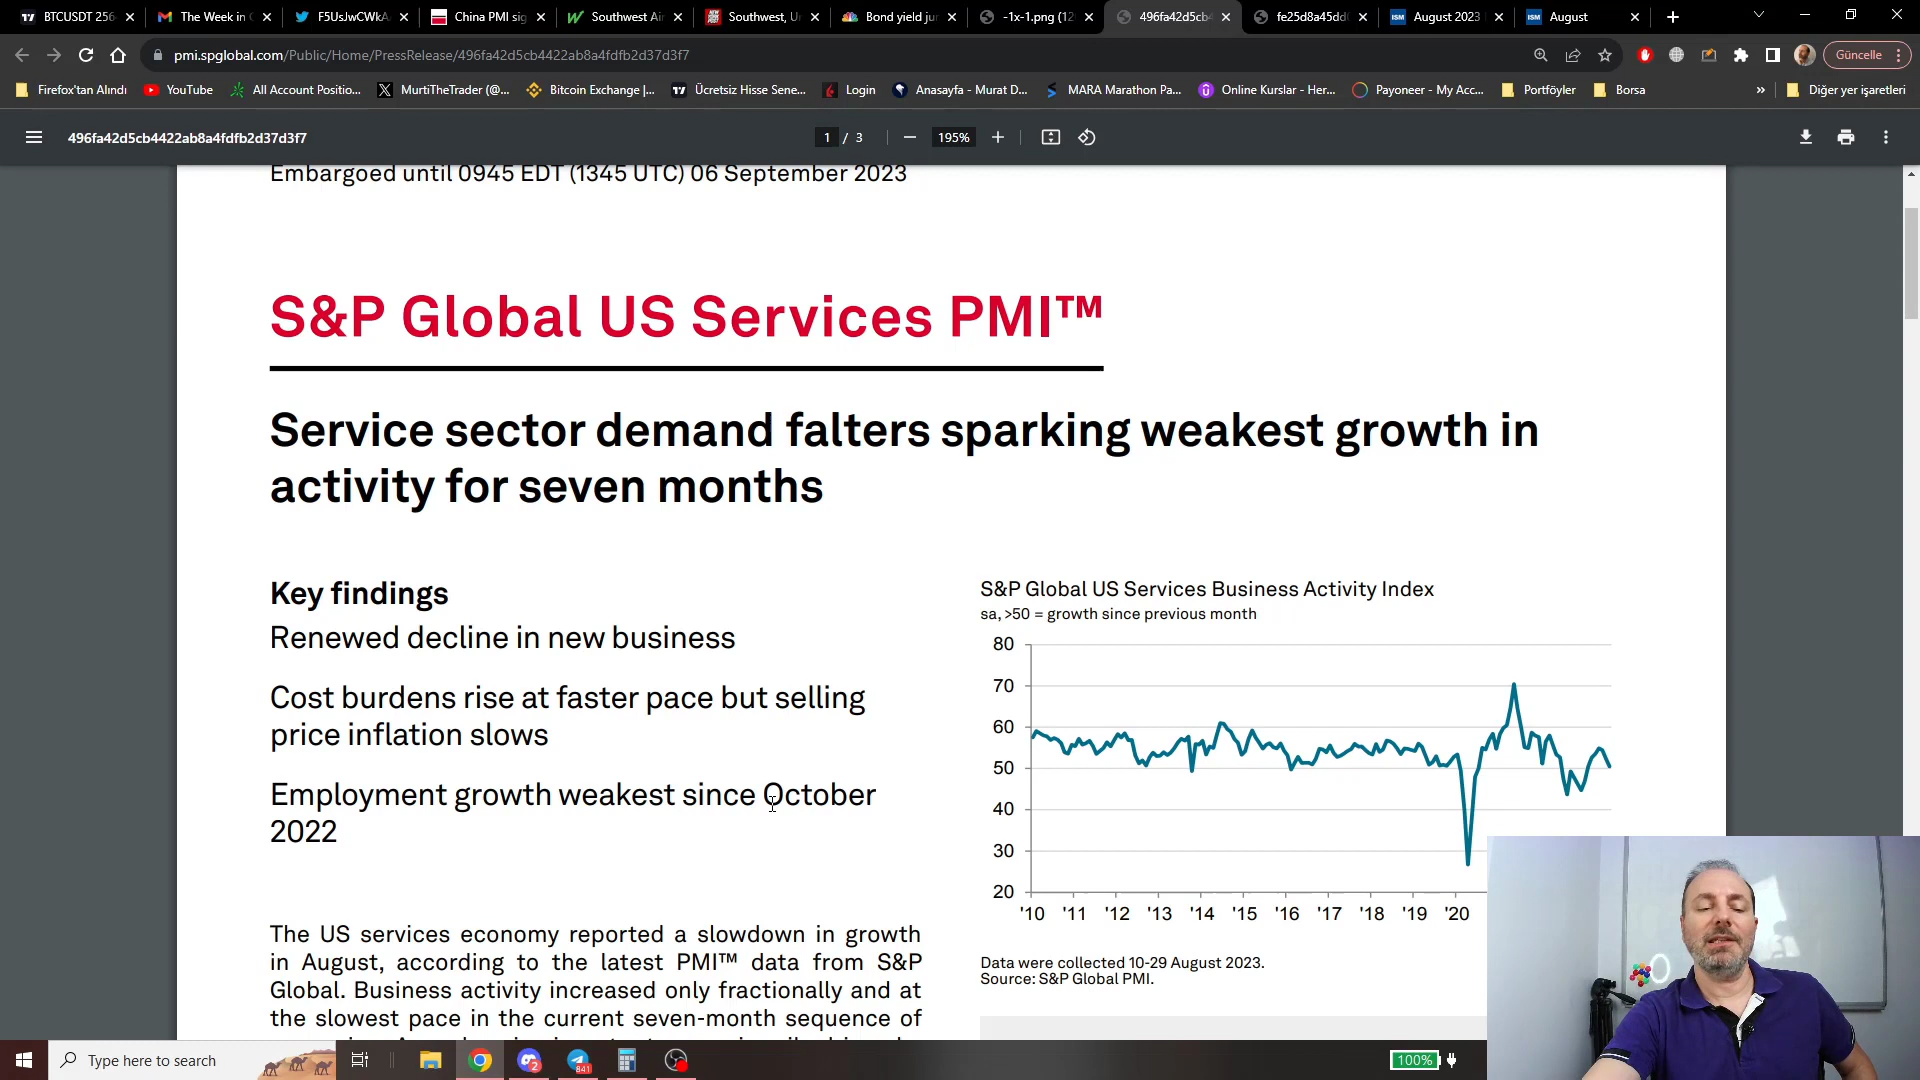 BTCUSDT 256
The Week in
F5UsJwCWkA
China PMI sig
Southwest Air
Southwest, U
Bond yield ju
-1x-1.png (12
496fa42d5cb4
fe25d8a45dd
August 2023
August
pmi.spglobal.com/Public/Home/PressRelease/496fa42d5cb4422ab8a4fdfb2d37d3f7
Güncelle
Firefox'tan Alındı
YouTube
All Account Positio...
MurtiTheTrader (@...
Bitcoin Exchange |...
Ücretsiz Hisse Sene...
Login
Anasayfa - Murat D...
MARA Marathon Pa...
Online Kurslar - Her...
Payoneer - My Acc...
Portföyler
Borsa
»
Diğer yer işaretleri
496fa42d5cb4422ab8a4fdfb2d37d3f7
1 / 3
195%
Embargoed until 0945 EDT (1345 UTC) 06 September 2023
S&P Global US Services PMI™
Service sector demand falters sparking weakest growth in
activity for seven months
Key findings
Renewed decline in new business
Cost burdens rise at faster pace but selling
price inflation slows
Employment growth weakest since October
2022
The US services economy reported a slowdown in growth
in August, according to the latest PMI™ data from S&P
Global. Business activity increased only fractionally and at
the slowest pace in the current seven-month sequence of
S&P Global US Services Business Activity Index
sa, >50 = growth since previous month
80
70
60
50
40
30
20
'10 '11 '12 '13 '14 '15 '16 '17 '18 '19 '20
Data were collected 10-29 August 2023.
Source: S&P Global PMI.
Type here to search
2
841
100%